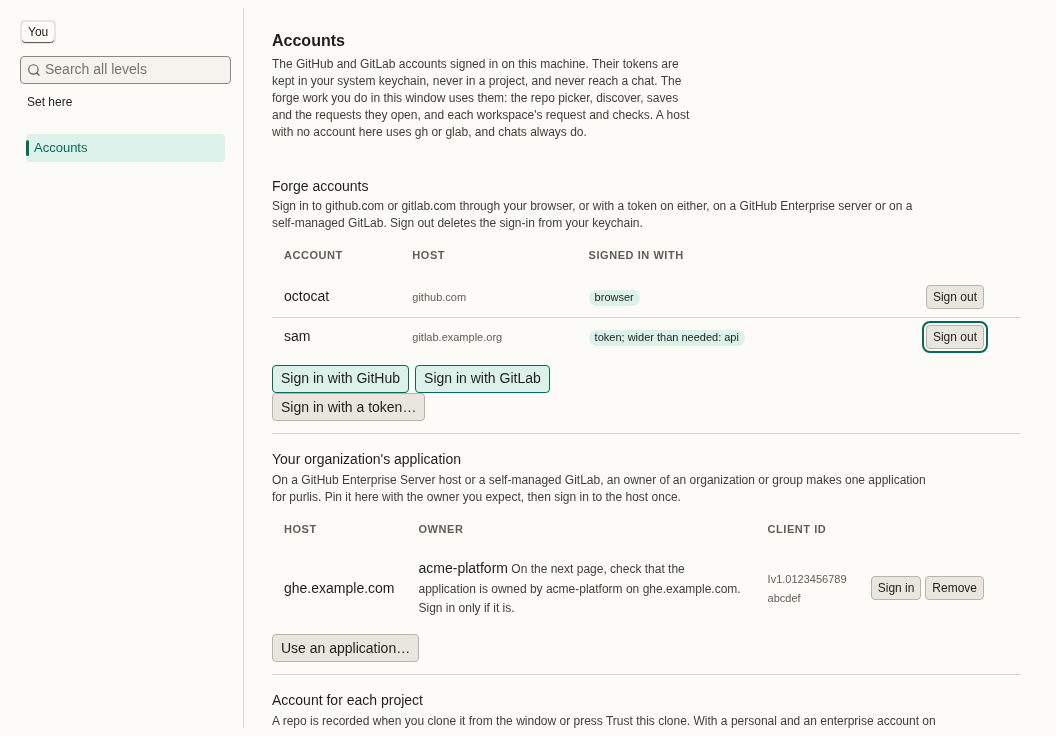 You
Search all levels
Set here
Accounts
Accounts
The GitHub and GitLab accounts signed in on this machine. Their tokens are
kept in your system keychain, never in a project, and never reach a chat. The
forge work you do in this window uses them: the repo picker, discover, saves
and the requests they open, and each workspace's request and checks. A host
with no account here uses gh or glab, and chats always do.
Forge accounts
Sign in to github.com or gitlab.com through your browser, or with a token on either, on a GitHub Enterprise server or on a
self-managed GitLab. Sign out deletes the sign-in from your keychain.
ACCOUNT HOST SIGNED IN WITH
octocat github.com browser Sign out
sam gitlab.example.org token; wider than needed: api Sign out
Sign in with GitHub Sign in with GitLab
Sign in with a token…
Your organization's application
On a GitHub Enterprise Server host or a self-managed GitLab, an owner of an organization or group makes one application
for purlis. Pin it here with the owner you expect, then sign in to the host once.
HOST OWNER CLIENT ID
ghe.example.com
acme-platform On the next page, check that the
application is owned by acme-platform on ghe.example.com.
Sign in only if it is.
Iv1.0123456789
abcdef
Sign in Remove
Use an application…
Account for each project
A repo is recorded when you clone it from the window or press Trust this clone. With a personal and an enterprise account on